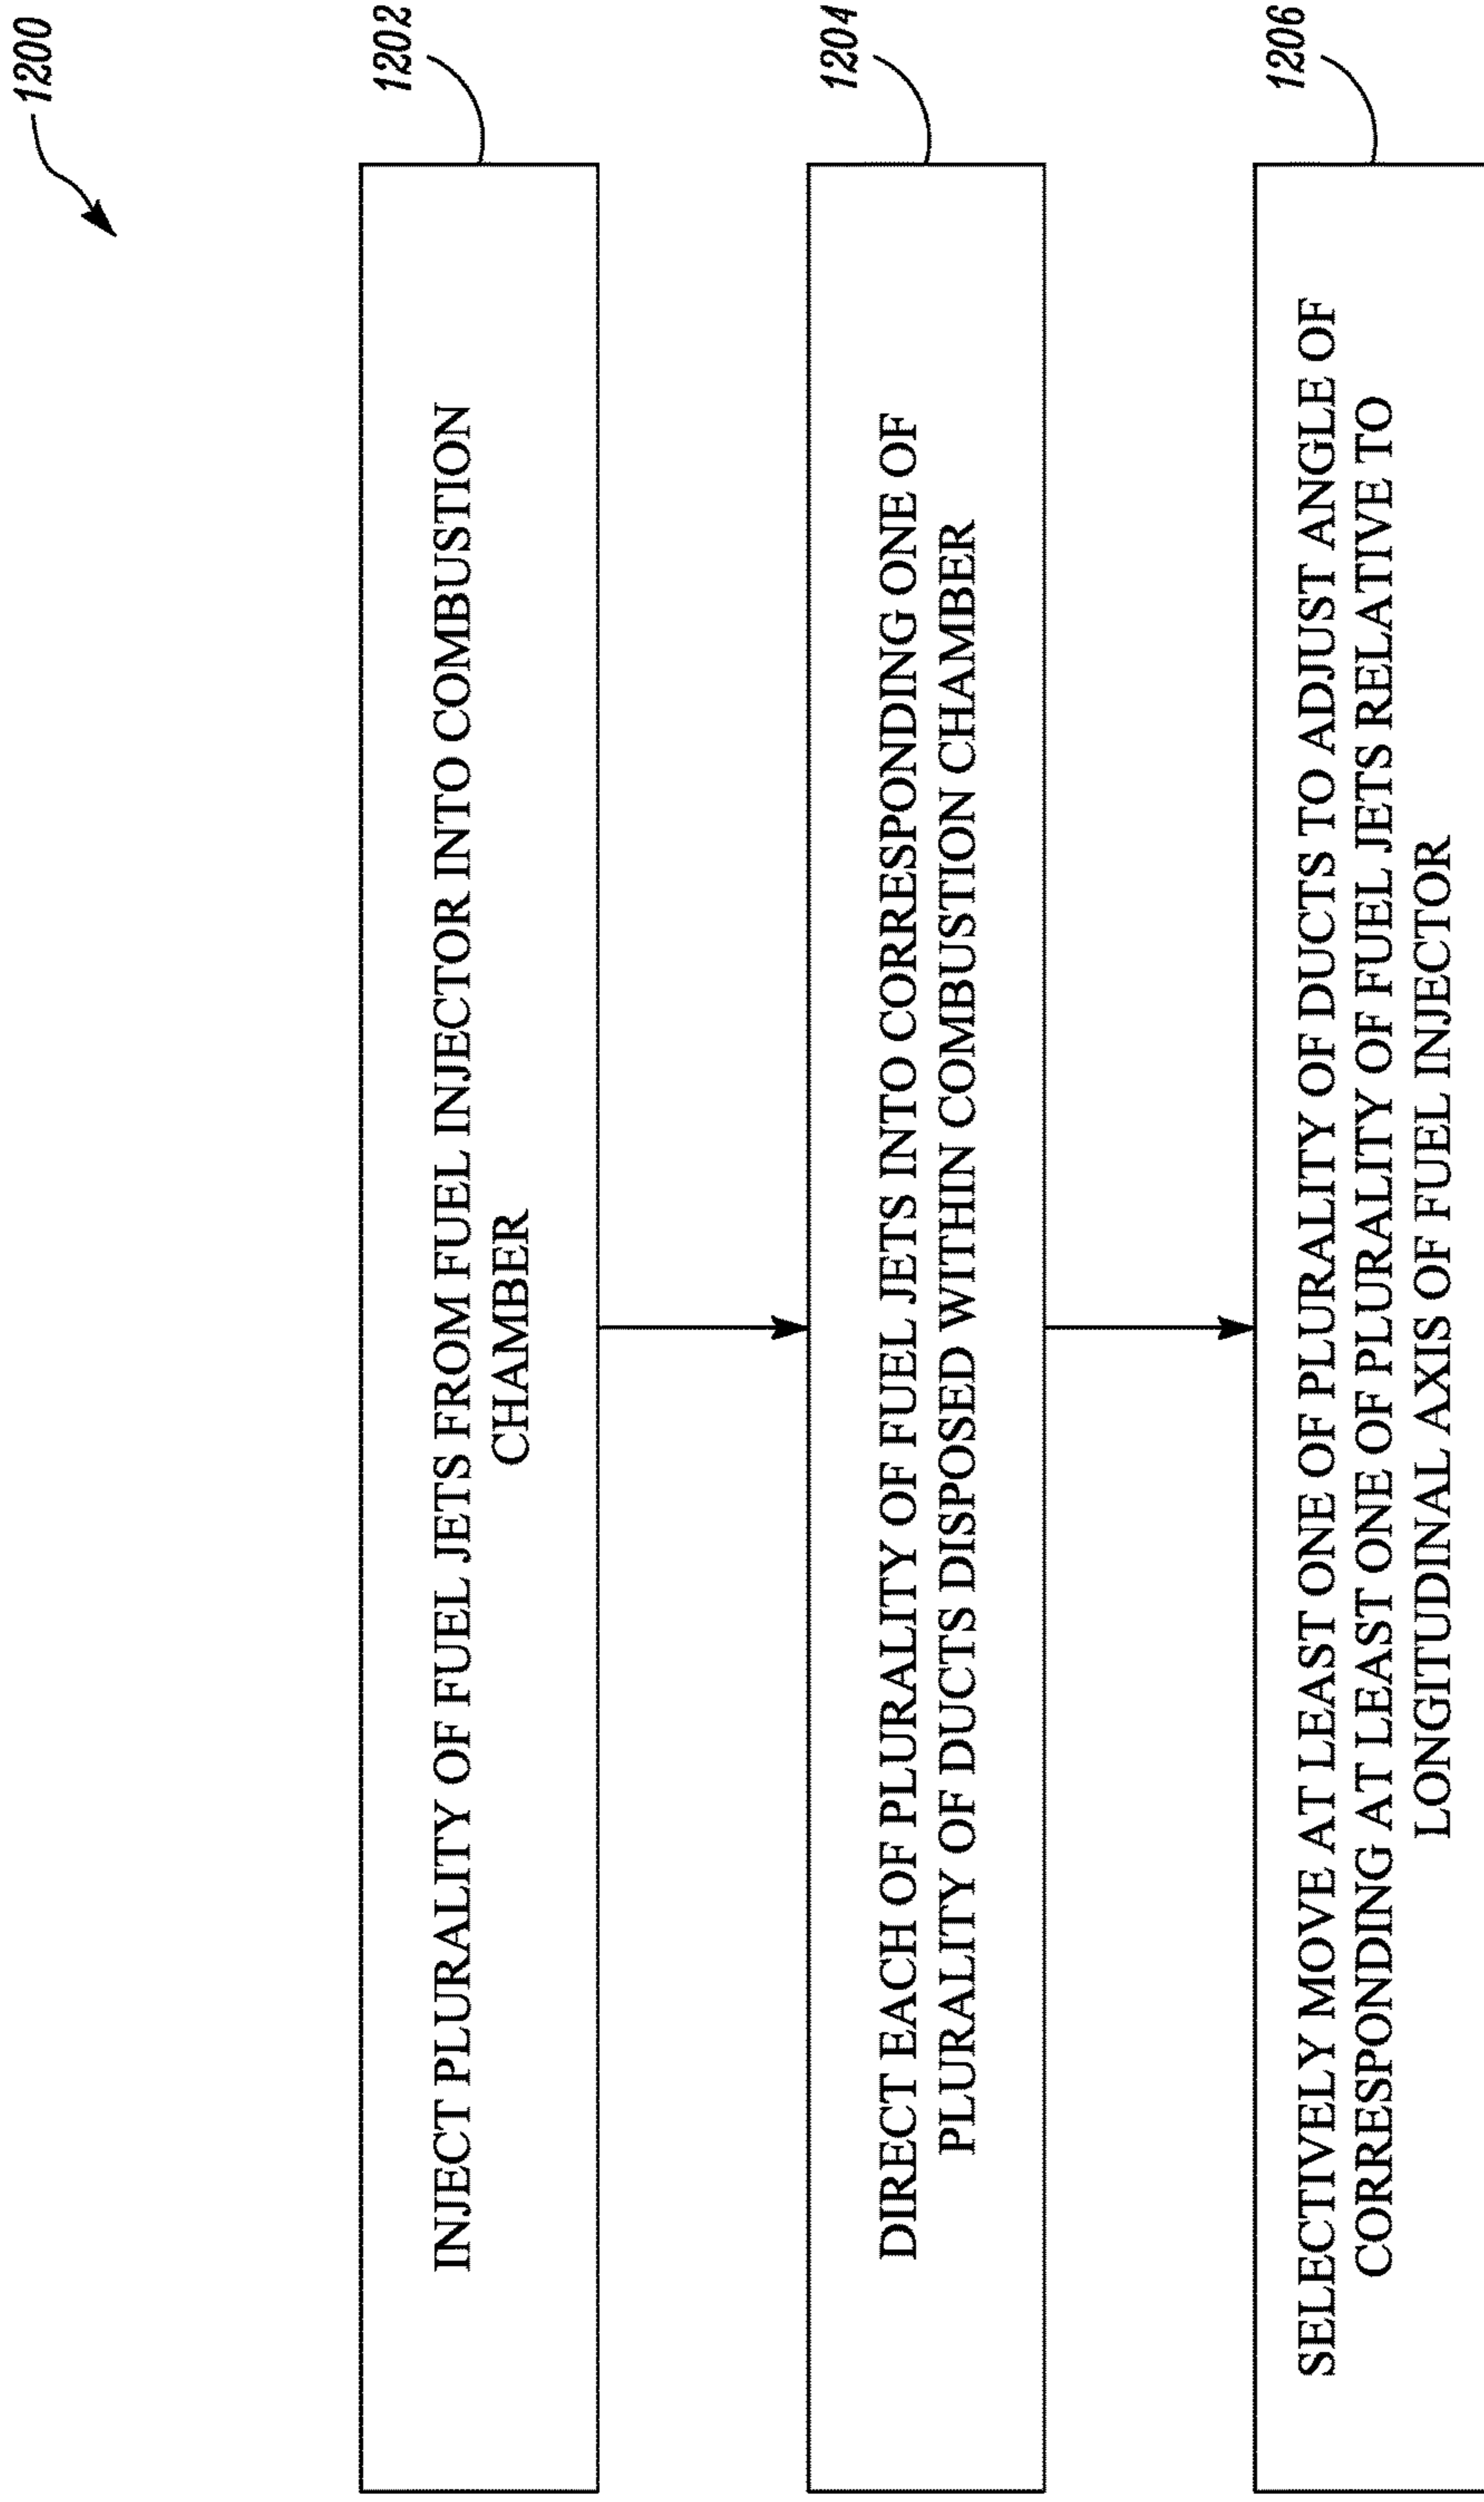 1200
1202
INJECT PLURALITY OF FUEL JETS FROM FUEL INJECTOR INTO COMBUSTION
CHAMBER
1204
DIRECT EACH OF PLURALITY OF FUEL JETS INTO CORRESPONDING ONE OF
PLURALITY OF DUCTS DISPOSED WITHIN COMBUSTION CHAMBER
1206
SELECTIVELY MOVE AT LEAST ONE OF PLURALITY OF DUCTS TO ADJUST ANGLE OF
CORRESPONDING AT LEAST ONE OF PLURALITY OF FUEL JETS RELATIVE TO
LONGITUDINAL AXIS OF FUEL INJECTOR